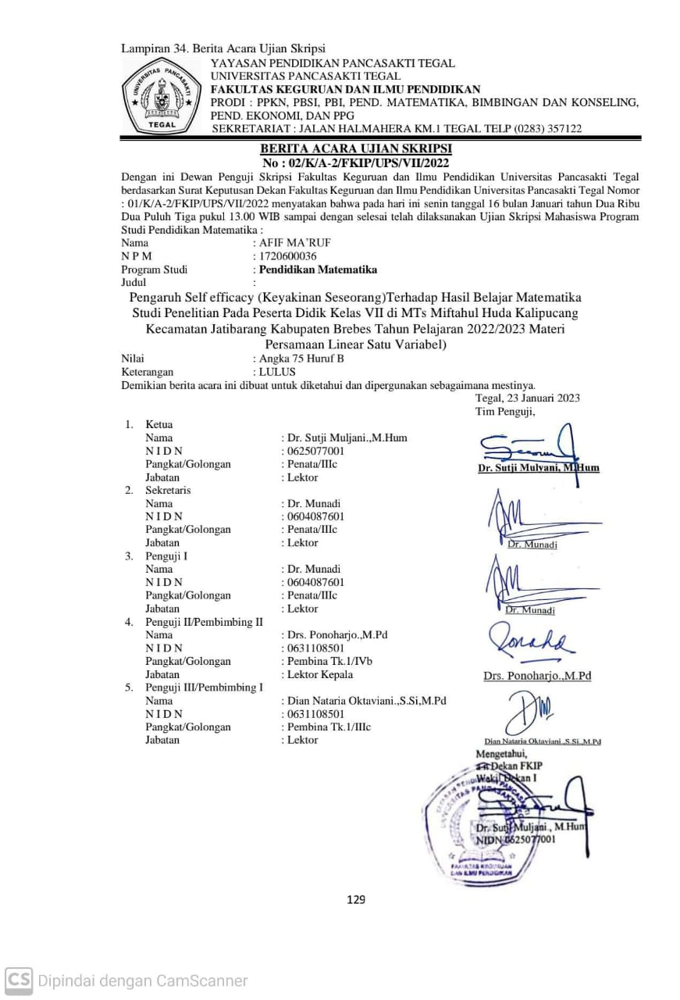 Lampiran 34. Berita Acara Ujian Skripsi
YAYASAN PENDIDIKAN PANCASAKTI TEGAL
UNIVERSITAS PANCASAKTI TEGAL
FAKULTAS KEGURUAN DAN ILMU PENDIDIKAN
PRODI : PPKN, PBSI, PBI, PEND. MATEMATIKA, BIMBINGAN DAN KONSELING,
PEND. EKONOMI, DAN PPG
SEKRETARIAT : JALAN HALMAHERA KM.1 TEGAL TELP (0283) 357122
UNIVERSITAS PANCASAKTI
TEGAL
BERITA ACARA UJIAN SKRIPSI
No : 02/K/A-2/FKIP/UPS/VII/2022
Dengan ini Dewan Penguji Skripsi Fakultas Keguruan dan Ilmu Pendidikan Universitas Pancasakti Tegal
berdasarkan Surat Keputusan Dekan Fakultas Keguruan dan Ilmu Pendidikan Universitas Pancasakti Tegal Nomor
: 01/K/A-2/FKIP/UPS/VII/2022 menyatakan bahwa pada hari ini senin tanggal 16 bulan Januari tahun Dua Ribu
Dua Puluh Tiga pukul 13.00 WIB sampai dengan selesai telah dilaksanakan Ujian Skripsi Mahasiswa Program
Studi Pendidikan Matematika :
Nama : AFIF MA’RUF
N P M : 1720600036
Program Studi : Pendidikan Matematika
Judul :
Pengaruh Self efficacy (Keyakinan Seseorang)Terhadap Hasil Belajar Matematika
Studi Penelitian Pada Peserta Didik Kelas VII di MTs Miftahul Huda Kalipucang
Kecamatan Jatibarang Kabupaten Brebes Tahun Pelajaran 2022/2023 Materi
Persamaan Linear Satu Variabel)
Nilai : Angka 75 Huruf B
Keterangan : LULUS
Demikian berita acara ini dibuat untuk diketahui dan dipergunakan sebagaimana mestinya.
Tegal, 23 Januari 2023
Tim Penguji,
1. Ketua
Nama : Dr. Sutji Muljani.,M.Hum
N I D N : 0625077001
Pangkat/Golongan : Penata/IIIc
Jabatan : Lektor
Dr. Sutji Mulyani, M.Hum
2. Sekretaris
Nama : Dr. Munadi
N I D N : 0604087601
Pangkat/Golongan : Penata/IIIc
Jabatan : Lektor
Dr. Munadi
3. Penguji I
Nama : Dr. Munadi
N I D N : 0604087601
Pangkat/Golongan : Penata/IIIc
Jabatan : Lektor
Dr. Munadi
4. Penguji II/Pembimbing II
Nama : Drs. Ponoharjo.,M.Pd
N I D N : 0631108501
Pangkat/Golongan : Pembina Tk.1/IVb
Jabatan : Lektor Kepala
Drs. Ponoharjo.,M.Pd
5. Penguji III/Pembimbing I
Nama : Dian Nataria Oktaviani.,S.Si,M.Pd
N I D N : 0631108501
Pangkat/Golongan : Pembina Tk.1/IIIc
Jabatan : Lektor
Dian Nataria Oktaviani.,S.Si.,M.Pd
Mengetahui,
Dekan FKIP
Wakil Dekan I
Dr. Sutji Muljani., M.Hum
NIDN 0625077001
FAKULTAS KEGURUAN
DAN ILMU PENDIDIKAN
129
CS Dipindai dengan CamScanner